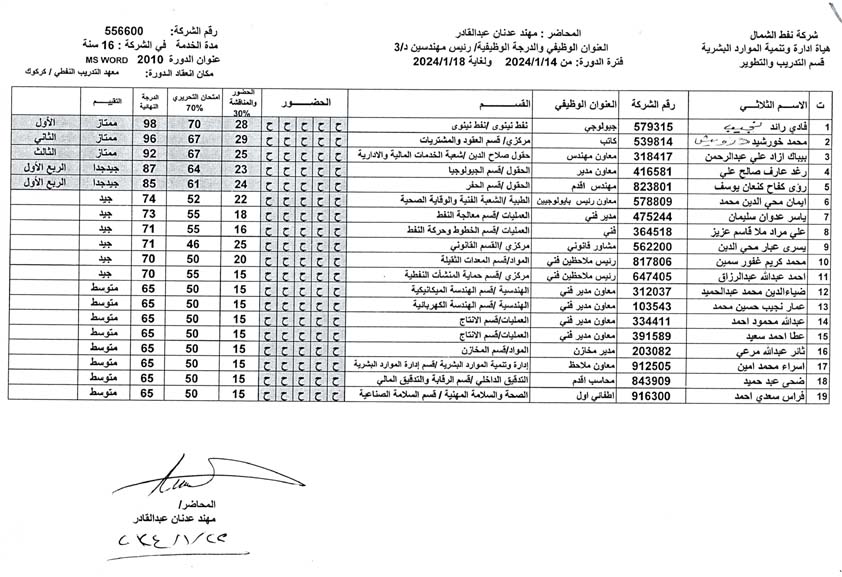 شركة نفط الشمال
هيأة ادارة وتنمية الموارد البشرية
قسم التدريب والتطوير
المحاضر : مهند عدنان عبدالقادر
العنوان الوظيفي والدرجة الوظيفية/ رئيس مهندسين د/3
فترة الدورة: من 2024/1/14 ولغاية 2024/1/18
رقم الشركة: 556600
مدة الخدمة في الشركة : 16 سنة
عنوان الدورة MS WORD 2010
مكان انعقاد الدورة: معهد التدريب النفطي / كركوك
ت الاسم الثلاثي رقم الشركة العنوان الوظيفي القسم الحضور الحضور والمناقشة 30% امتحان التحريري 70% الدرجة النهائية التقييم
1 فادي رائد نجيب 579315 جيولوجي نفط نينوى /نفط نينوى ح ح ح ح ح 28 70 98 ممتاز الأول
2 محمد خورشيد درويش 539814 كاتب مركزي/ قسم العقود والمشتريات ح ح ح ح ح 29 67 96 ممتاز الثاني
3 بيباك ازاد علي عبدالرحمن 318417 معاون مهندس حقول صلاح الدين /شعبة الخدمات المالية والادارية ح ح ح ح ح 25 67 92 ممتاز الثالث
4 رغد عارف صالح علي 416581 معاون مدير الحقول /قسم الجيولوجيا ح ح ح ح ح 23 64 87 جيدجدا الربع الأول
5 رؤى كفاح كنعان يوسف 823801 مهندس اقدم الحقول / قسم الحفر ح ح ح ح ح 24 61 85 جيدجدا الربع الأول
6 ايمان محي الدين محمد 578809 معاون رئيس بايولوجيين الطبية /الشعبة الفنية والوقاية الصحية ح ح ح ح ح 22 52 74 جيد
7 ياسر عدوان سليمان 475244 مدير فني العمليات/ قسم معالجة النفط ح ح ح ح ح 18 55 73 جيد
8 علي مراد ملا قاسم عزيز 364518 فني العمليات /قسم الخطوط وحركة النفط ح ح ح ح ح 16 55 71 جيد
9 يسرى عبار محي الدين 562200 مشاور قانوني مركزي /القسم القانوني ح ح ح ح ح 25 46 71 جيد
10 محمد كريم غفور سمين 817806 رئيس ملاحظين فني المواد/قسم المعدات الثقيلة ح ح ح ح ح 20 50 70 جيد
11 احمد عبدالله عبدالرزاق 647405 رئيس ملاحظين فني مركزي / قسم حماية المنشآت النفطية ح ح ح ح ح 15 55 70 جيد
12 ضياءالدين محمد عبدالحميد 312037 معاون مدير فني الهندسية /قسم الهندسة الميكانيكية ح ح ح ح ح 15 50 65 متوسط
13 عمار نجيب حسين محمد 103543 معاون مدير فني الهندسية /قسم الهندسة الكهربائية ح ح ح ح ح 15 50 65 متوسط
14 عبدالله محمود احمد 334411 معاون مدير فني العمليات/قسم الانتاج ح ح ح ح ح 15 50 65 متوسط
15 عطا احمد سعيد 391589 معاون مدير فني العمليات/ قسم الانتاج ح ح ح ح ح 15 50 65 متوسط
16 ثائر عبدالله مرعي 203082 مدير مخازن المواد/قسم المخازن ح ح ح ح ح 15 50 65 متوسط
17 اسراء محمد امين 912505 معاون ملاحظ إدارة وتنمية الموارد البشرية /قسم إدارة الموارد البشرية ح ح ح ح ح 15 50 65 متوسط
18 ضحى عبد حميد 843909 محاسب اقدم التدقيق الداخلي /قسم الرقابة والتدقيق المالي ح ح ح ح ح 15 50 65 متوسط
19 فراس سعدي احمد 916300 اطفائي اول الصحة والسلامة المهنية / قسم السلامة الصناعية ح ح ح ح ح 15 50 65 متوسط
المحاضر/
مهند عدنان عبدالقادر